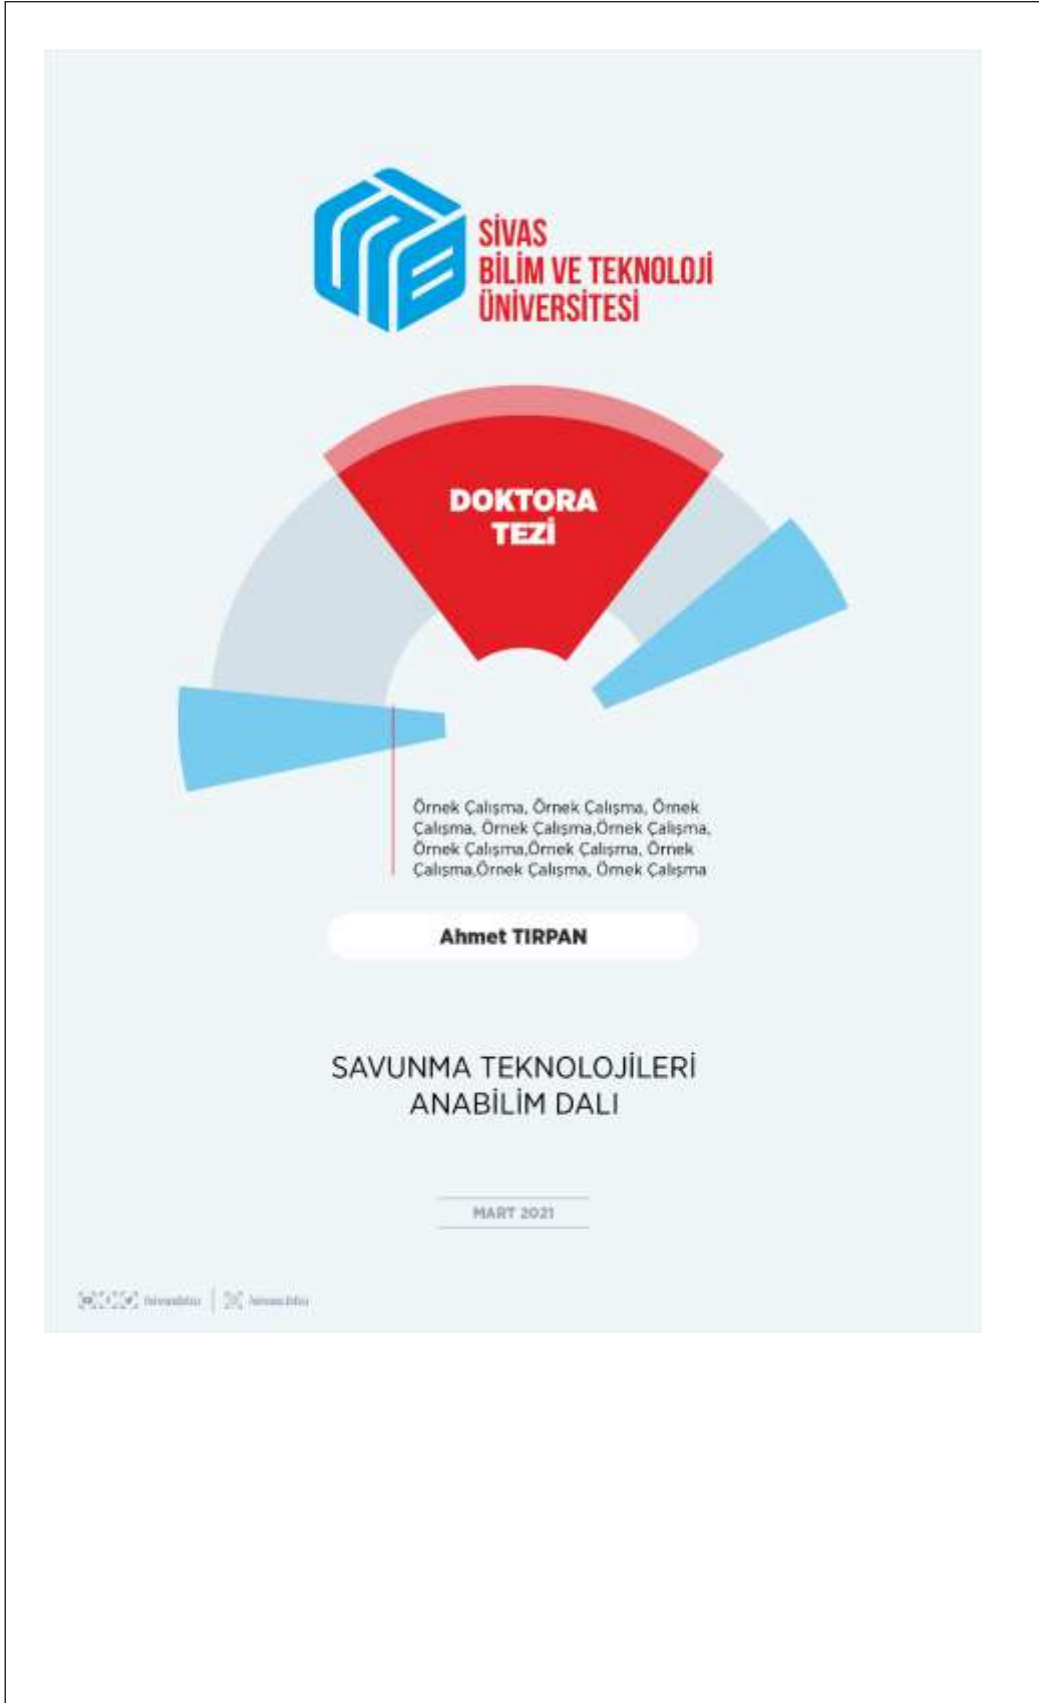 SİVAS
BİLİM VE TEKNOLOJİ
ÜNİVERSİTESİ
DOKTORA
TEZİ
Örnek Çalışma, Örnek Çalışma, Örnek
Çalışma, Örnek Çalışma,Örnek Çalışma,
Örnek Çalışma,Örnek Çalışma, Örnek
Çalışma,Örnek Çalışma, Örnek Çalışma
Ahmet TIRPAN
SAVUNMA TEKNOLOJİLERİ
ANABİLİM DALI
MART 2021